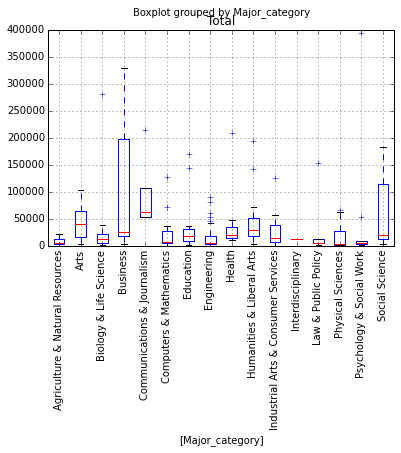 Boxplot grouped by Major_category
Total
400000
350000
300000
250000
200000
150000
100000
50000
0
Agriculture & Natural Resources
Arts
Biology & Life Science
Business
Communications & Journalism
Computers & Mathematics
Education
Engineering
Health
Humanities & Liberal Arts
Industrial Arts & Consumer Services
Interdisciplinary
Law & Public Policy
Physical Sciences
Psychology & Social Work
Social Science
[Major_category]